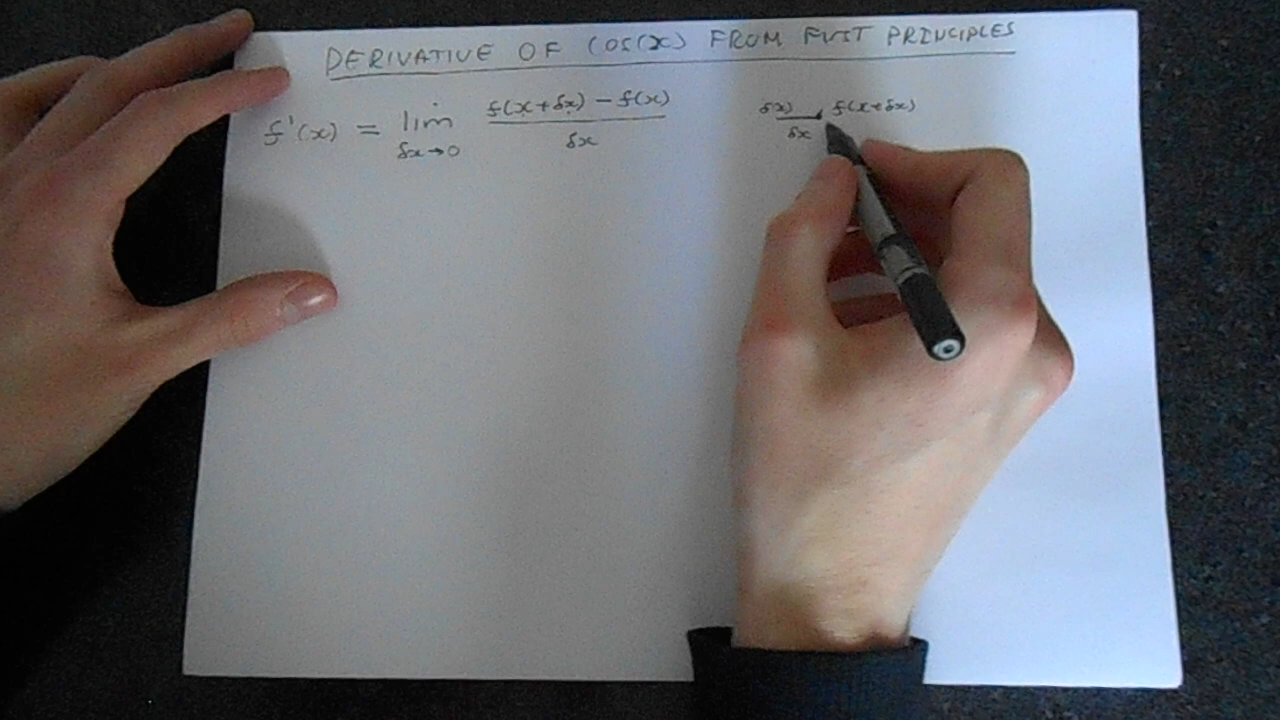 DERIVATIVE OF COS(x) FROM FIRST PRINCIPLES
f'(x) = lim δx→0 f(x+δx) - f(x) / δx
f(x) f(x+δx)
δx